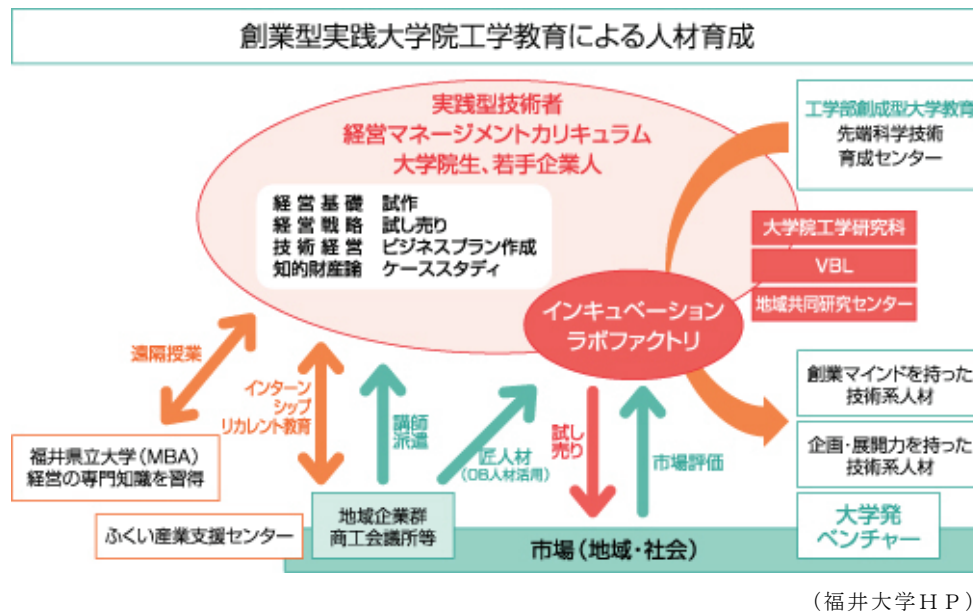 創業型実践大学院工学教育による人材育成
実践型技術者
経営マネージメントカリキュラム
大学院生、若手企業人
経営基礎 試作
経営戦略 試し売り
技術経営 ビジネスプラン作成
知的財産論 ケーススタディ
工学部創成型大学教育
先端科学技術
育成センター
大学院工学研究科
VBL
地域共同研究センター
インキュベーション
ラボファクトリ
遠隔授業
インターン
シップ
リカレント教育
講師
派遣
匠人材
(OB人材活用)
試し
売り
市場評価
創業マインドを持った
技術系人材
企画・展開力を持った
技術系人材
福井県立大学(MBA)
経営の専門知識を習得
ふくい産業支援センター
地域企業群
商工会議所等
市場(地域・社会)
大学発
ベンチャー
(福井大学HP)